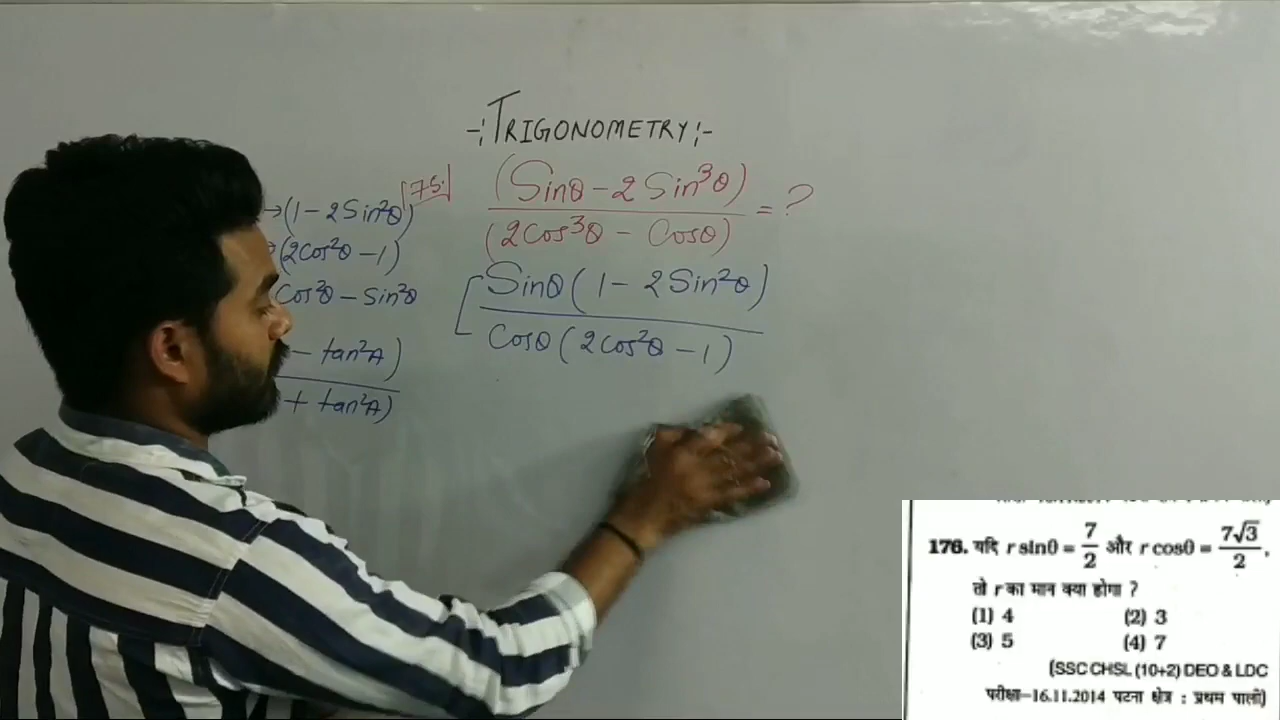 -:TRIGONOMETRY:-
(Sinθ - 2 Sin³θ)
(2Cos³θ - Cosθ)
= ?
[75.]
→(1 - 2Sin²θ)
(2Cos²θ - 1)
Cos²θ - Sin²θ
- tan²A)
+ tan²A)
Sinθ (1 - 2Sin²θ)
Cosθ (2Cos²θ - 1)
176. यदि r sinθ = 7/2 और r cosθ = 7√3/2,
तो r का मान क्या होगा ?
(1) 4 (2) 3
(3) 5 (4) 7
(SSC CHSL (10+2) DEO & LDC
परीक्षा-16.11.2014 पटना क्षेत्र : प्रथम पाली)